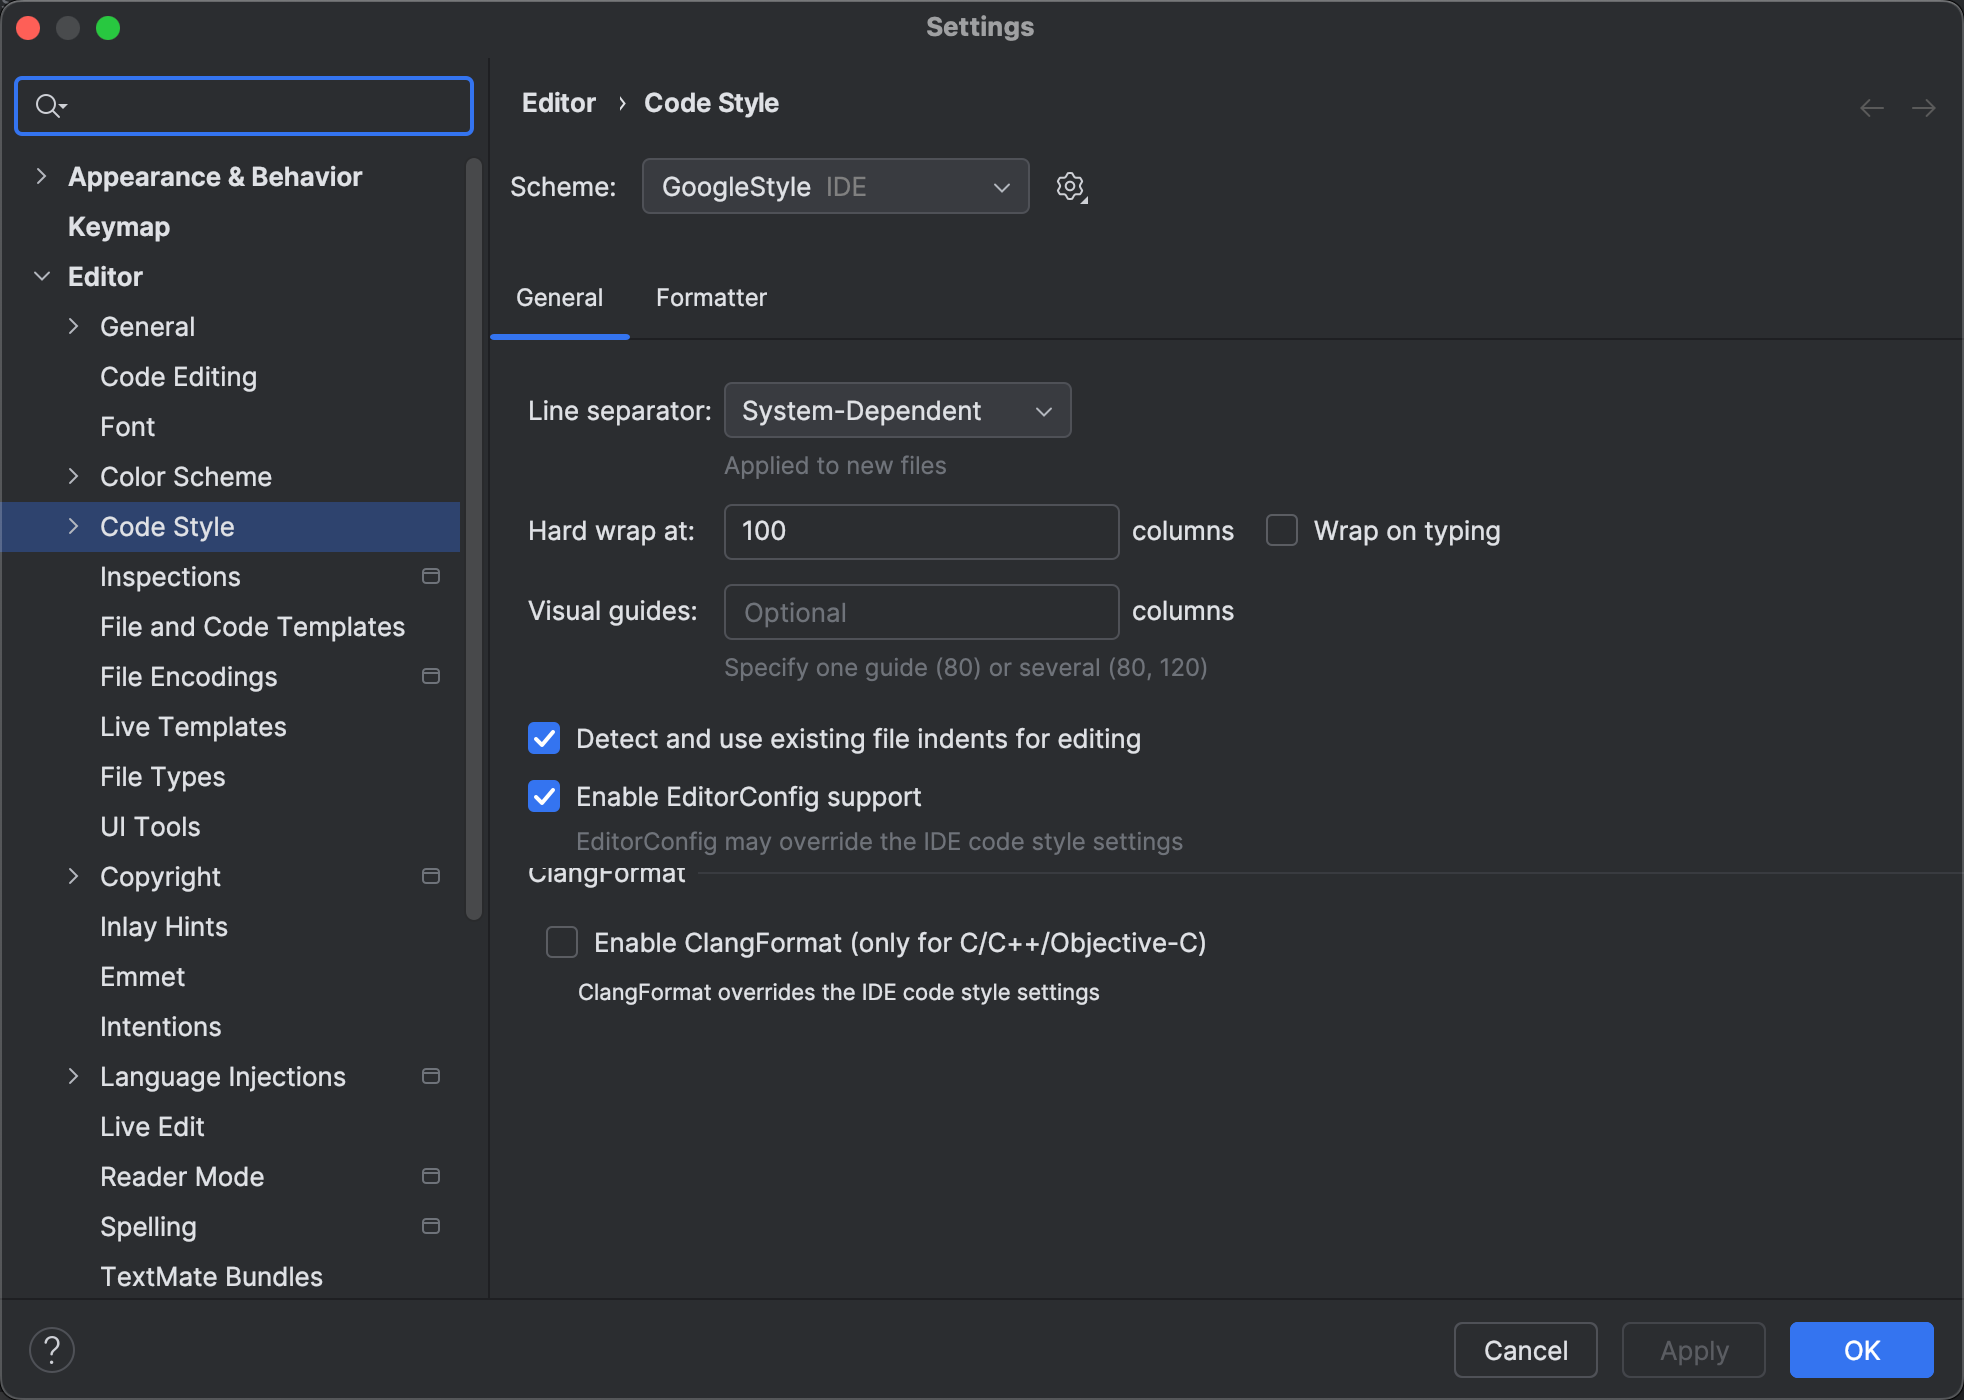 Settings
Appearance & Behavior
Keymap
Editor
General
Code Editing
Font
Color Scheme
Code Style
Inspections
File and Code Templates
File Encodings
Live Templates
File Types
UI Tools
Copyright
Inlay Hints
Emmet
Intentions
Language Injections
Live Edit
Reader Mode
Spelling
TextMate Bundles
Editor › Code Style
Scheme: GoogleStyle IDE
General Formatter
Line separator: System-Dependent
Applied to new files
Hard wrap at: 100 columns Wrap on typing
Visual guides: Optional columns
Specify one guide (80) or several (80, 120)
Detect and use existing file indents for editing
Enable EditorConfig support
EditorConfig may override the IDE code style settings
ClangFormat
Enable ClangFormat (only for C/C++/Objective-C)
ClangFormat overrides the IDE code style settings
? Cancel Apply OK